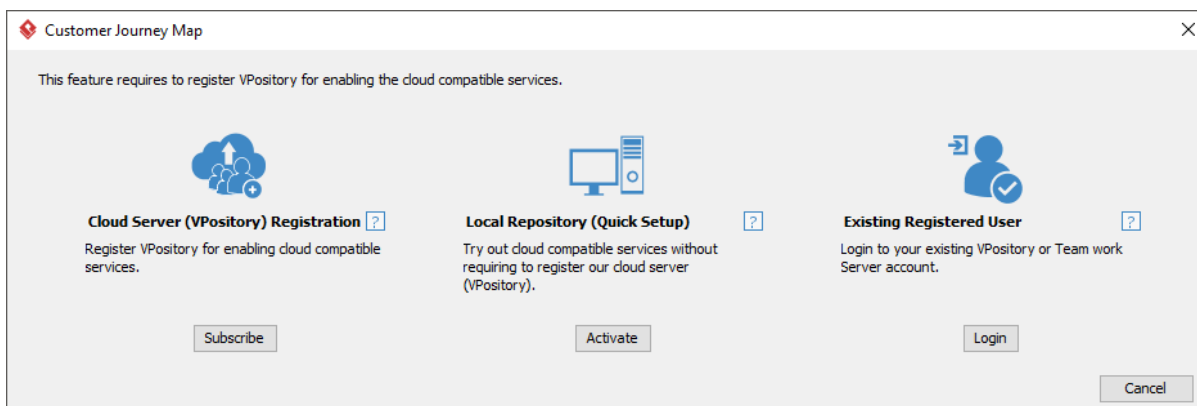 Customer Journey Map
This feature requires to register VPository for enabling the cloud compatible services.
Cloud Server (VPository) Registration ?
Register VPository for enabling cloud compatible
services.
Subscribe
Local Repository (Quick Setup) ?
Try out cloud compatible services without
requiring to register our cloud server
(VPository).
Activate
Existing Registered User ?
Login to your existing VPository or Team work
Server account.
Login
Cancel